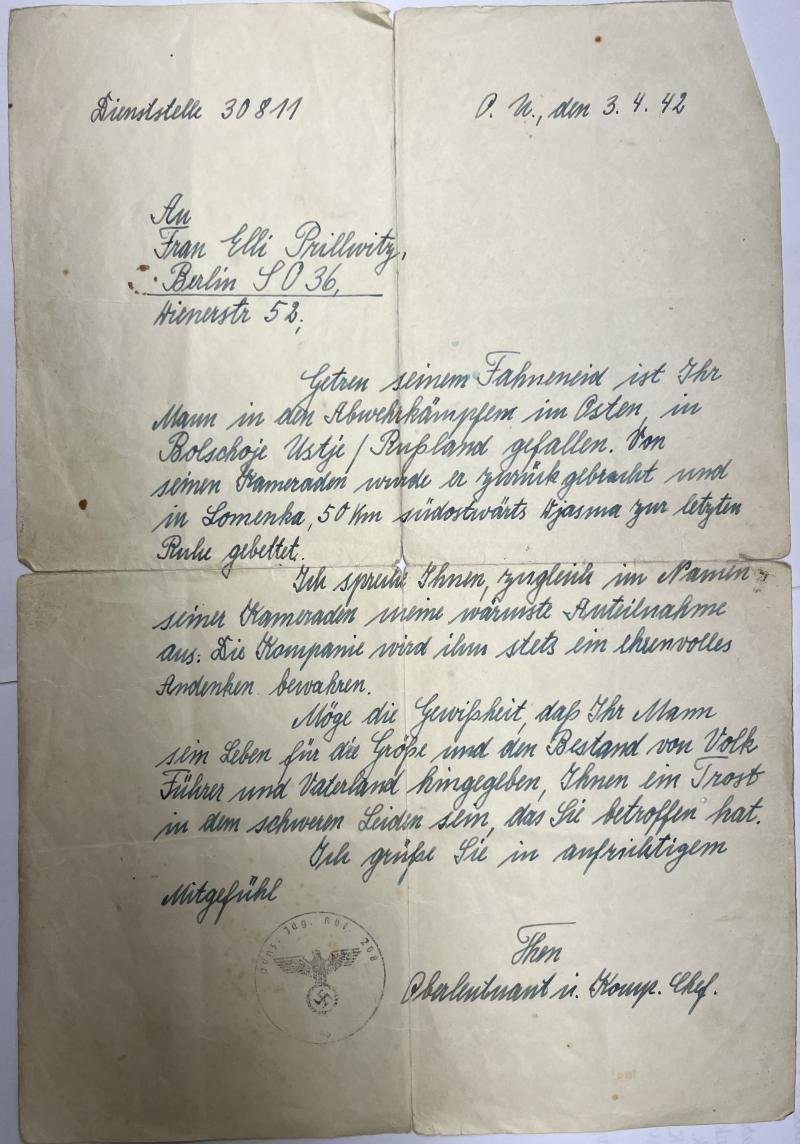 Dienststelle 30811
O. U., den 3. 4. 42
An
Frau Elli Prillwitz,
Berlin S O 36,
Wienerstr 52,
Getreu seinem Fahneneid ist Ihr
Mann in den Abwehrkämpfem im Osten, in
Bolschoje Ustje / Rußland gefallen. Von
seinen Kameraden wurde er zurückgebracht und
in Lomenka, 50 km südostwärts Wjasma zur letzten
Ruhe gebettet.
Ich spreche Ihnen, zugleich im Namen
seiner Kameraden meine wärmste Anteilnahme
aus. Die Kompanie wird ihm stets ein ehrenvolles
Andenken bewahren.
Möge die Gewißheit, daß Ihr Mann
sein Leben für die Größe und den Bestand von Volk
Führer und Vaterland hingegeben, Ihnen ein Trost
in dem schweren Leiden sein, das Sie betroffen hat.
Ich grüße Sie in aufrichtigem
Mitgefühl
Then
Oberleutnant u. Komp. Chef.
268